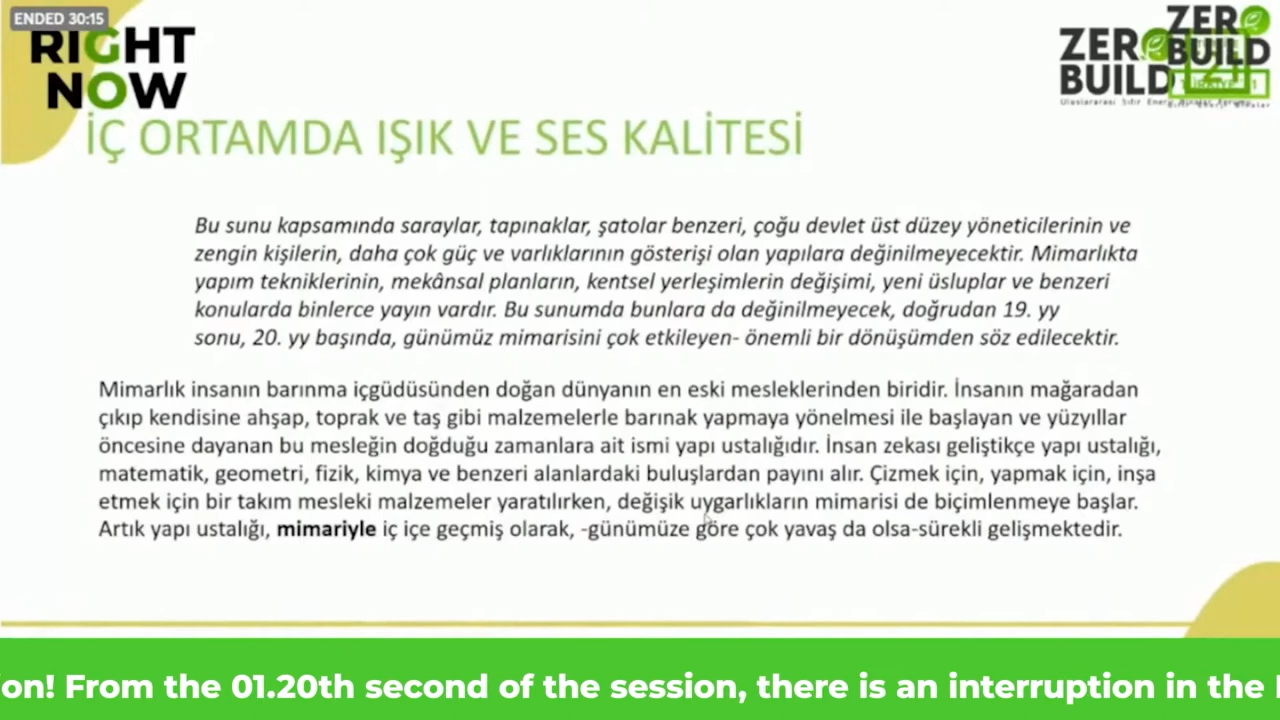 ENDED 30:15
RIGHT
NOW
ZERO
BUILD
ZERO
BUILD
İÇ ORTAMDA IŞIK VE SES KALİTESİ
Bu sunu kapsamında saraylar, tapınaklar, şatolar benzeri, çoğu devlet üst düzey yöneticilerinin ve
zengin kişilerin, daha çok güç ve varlıklarının gösterişi olan yapılara değinilmeyecektir. Mimarlıkta
yapım tekniklerinin, mekânsal planların, kentsel yerleşimlerin değişimi, yeni üsluplar ve benzeri
konularda binlerce yayın vardır. Bu sunumda bunlara da değinilmeyecek, doğrudan 19. yy
sonu, 20. yy başında, günümüz mimarisini çok etkileyen- önemli bir dönüşümden söz edilecektir.
Mimarlık insanın barınma içgüdüsünden doğan dünyanın en eski mesleklerinden biridir. İnsanın mağaradan
çıkıp kendisine ahşap, toprak ve taş gibi malzemelerle barınak yapmaya yönelmesi ile başlayan ve yüzyıllar
öncesine dayanan bu mesleğin doğduğu zamanlara ait ismi yapı ustalığıdır. İnsan zekası geliştikçe yapı ustalığı,
matematik, geometri, fizik, kimya ve benzeri alanlardaki buluşlardan payını alır. Çizmek için, yapmak için, inşa
etmek için bir takım mesleki malzemeler yaratılırken, değişik uygarlıkların mimarisi de biçimlenmeye başlar.
Artık yapı ustalığı, mimariyle iç içe geçmiş olarak, -günümüze göre çok yavaş da olsa-sürekli gelişmektedir.
on! From the 01.20th second of the session, there is an interruption in the